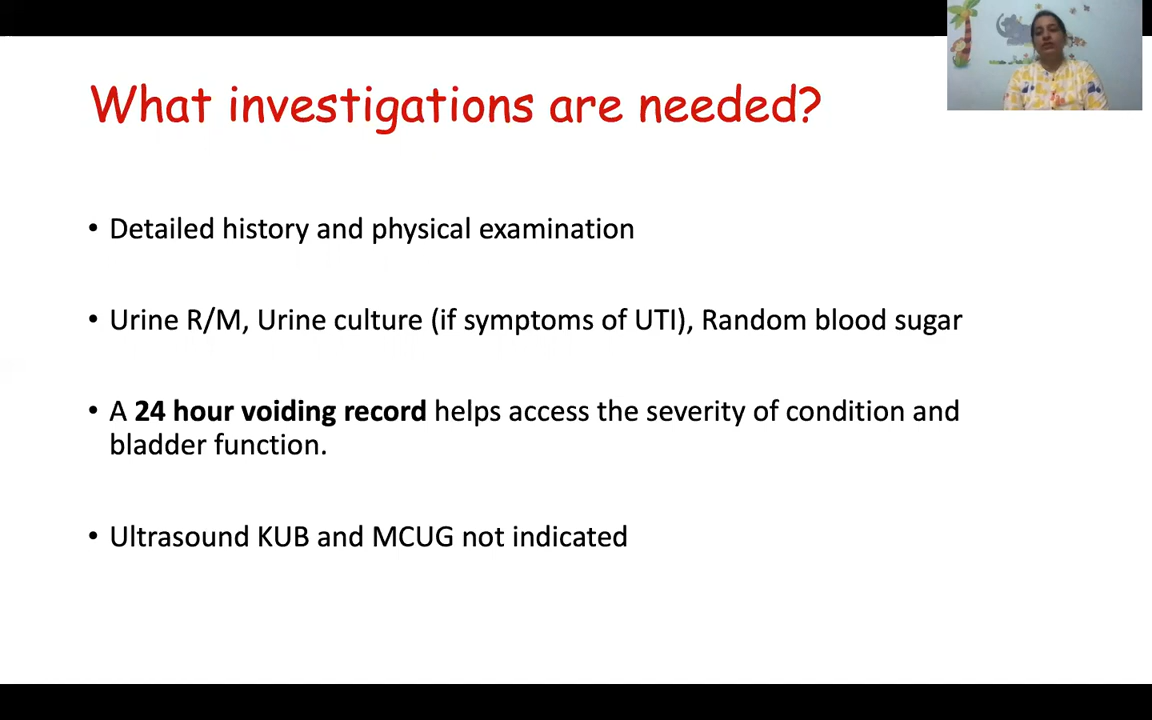 What investigations are needed?
• Detailed history and physical examination
• Urine R/M, Urine culture (if symptoms of UTI), Random blood sugar
• A 24 hour voiding record helps access the severity of condition and
bladder function.
• Ultrasound KUB and MCUG not indicated